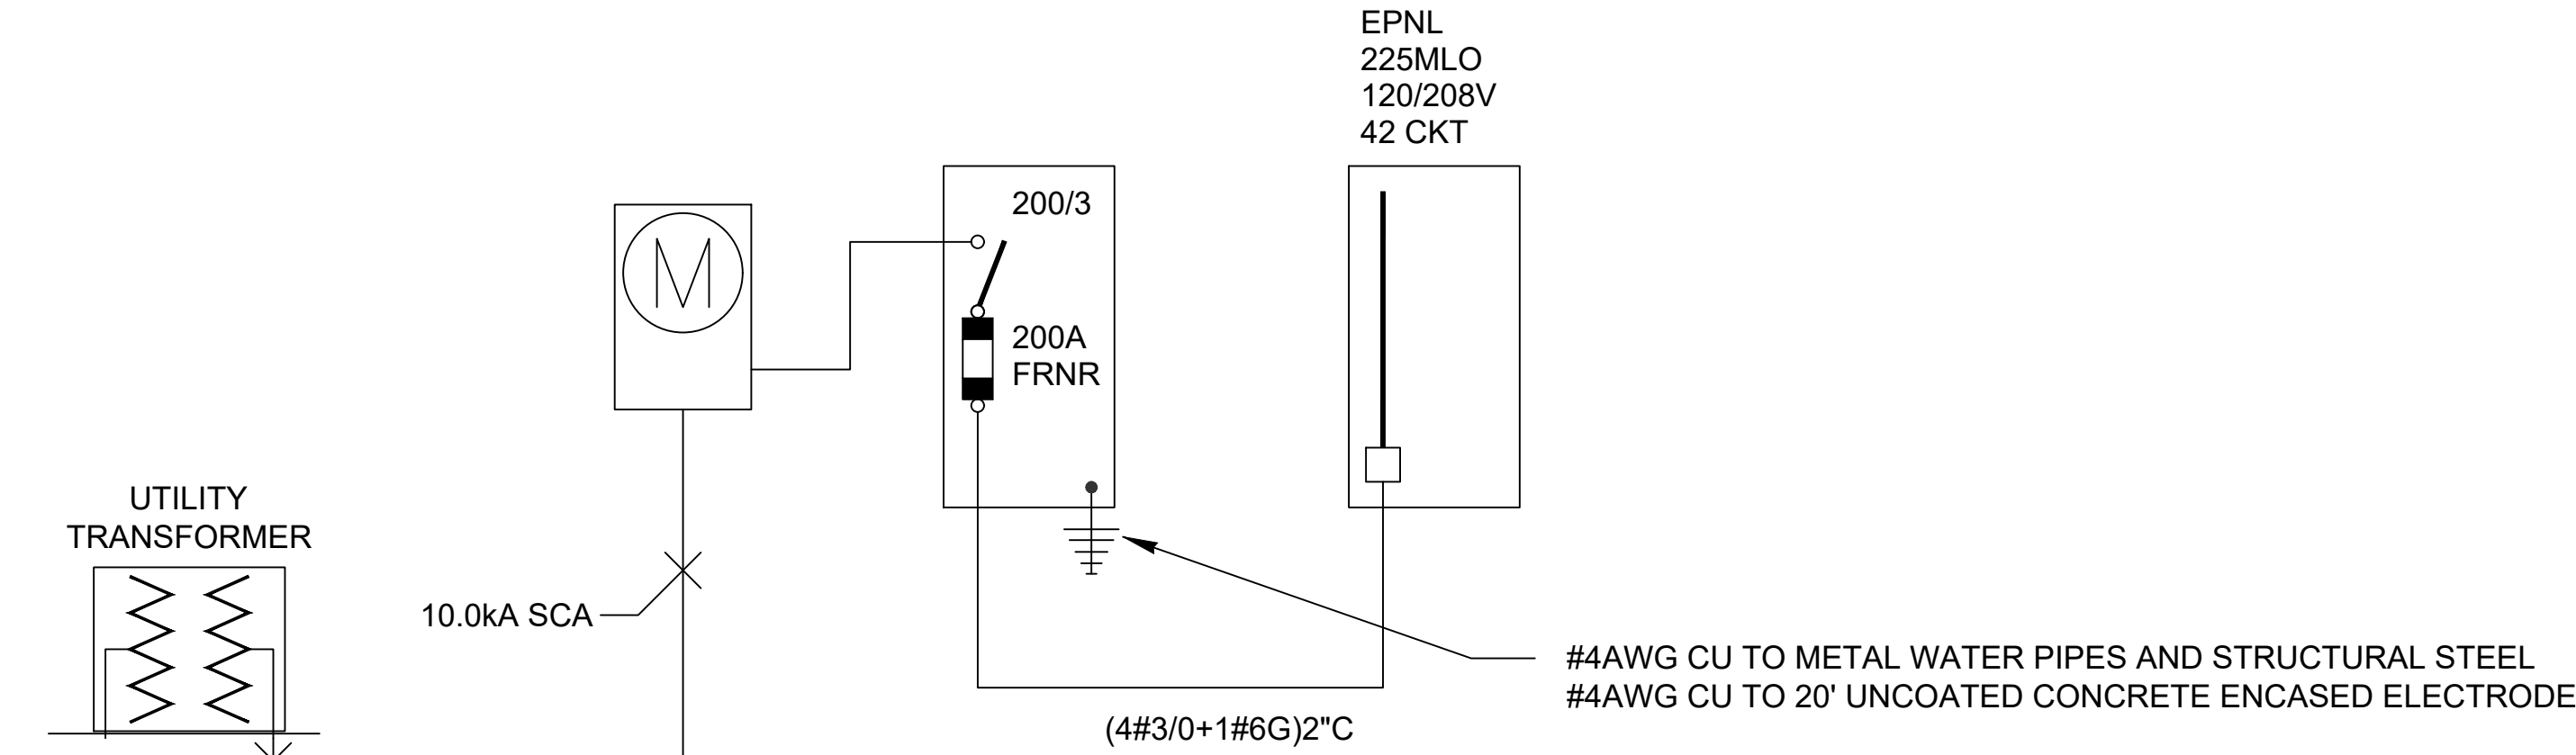 EPNL
225MLO
120/208V
42 CKT
200/3
M
200A
FRNR
UTILITY
TRANSFORMER
10.0kA SCA
#4AWG CU TO METAL WATER PIPES AND STRUCTURAL STEEL
#4AWG CU TO 20' UNCOATED CONCRETE ENCASED ELECTRODE
(4#3/0+1#6G)2"C